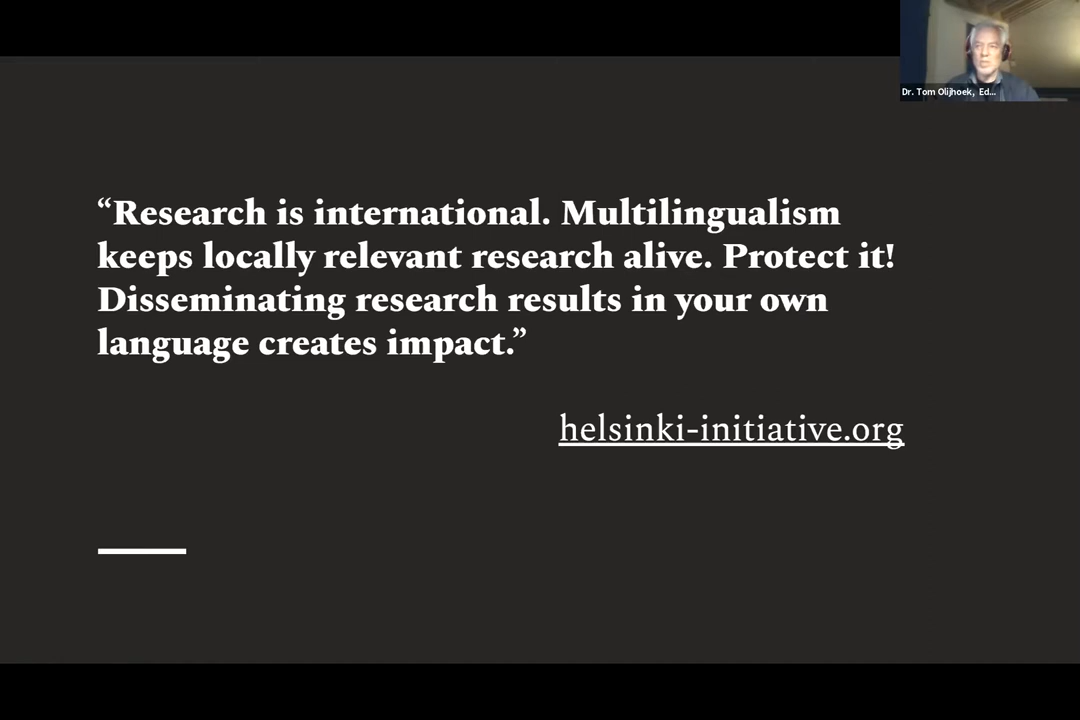 Dr. Tom Olijhoek, Ed...
“Research is international. Multilingualism
keeps locally relevant research alive. Protect it!
Disseminating research results in your own
language creates impact.”
helsinki-initiative.org